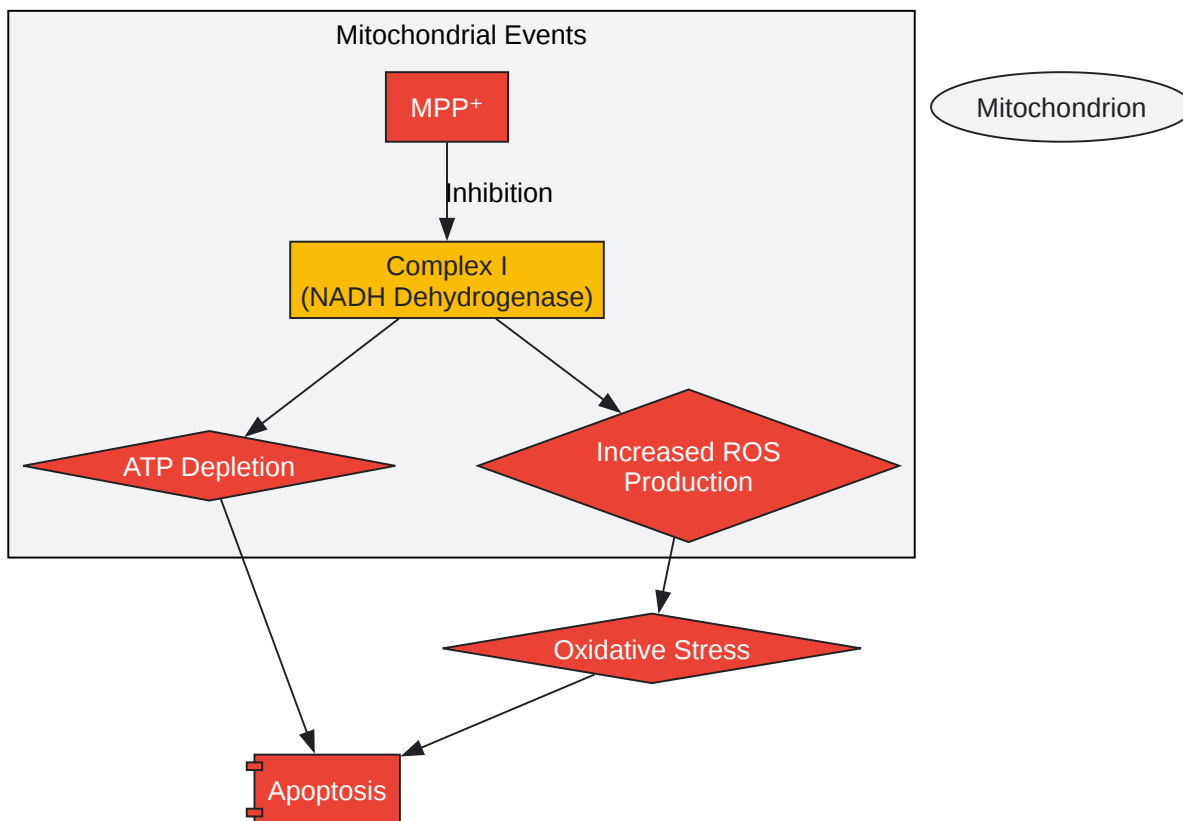 Mitochondrial Events
MPP⁺
Mitochondrion
Inhibition
Complex I
(NADH Dehydrogenase)
ATP Depletion
Increased ROS
Production
Oxidative Stress
Apoptosis